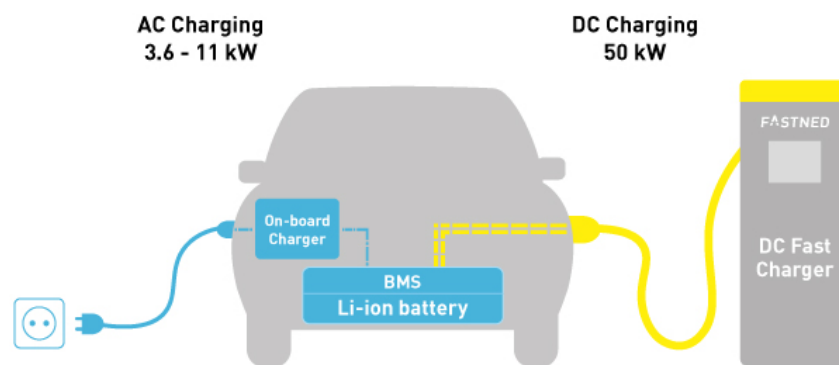 AC Charging
3.6 - 11 kW
DC Charging
50 kW
FASTNED
On-board
Charger
DC Fast
Charger
BMS
Li-ion battery